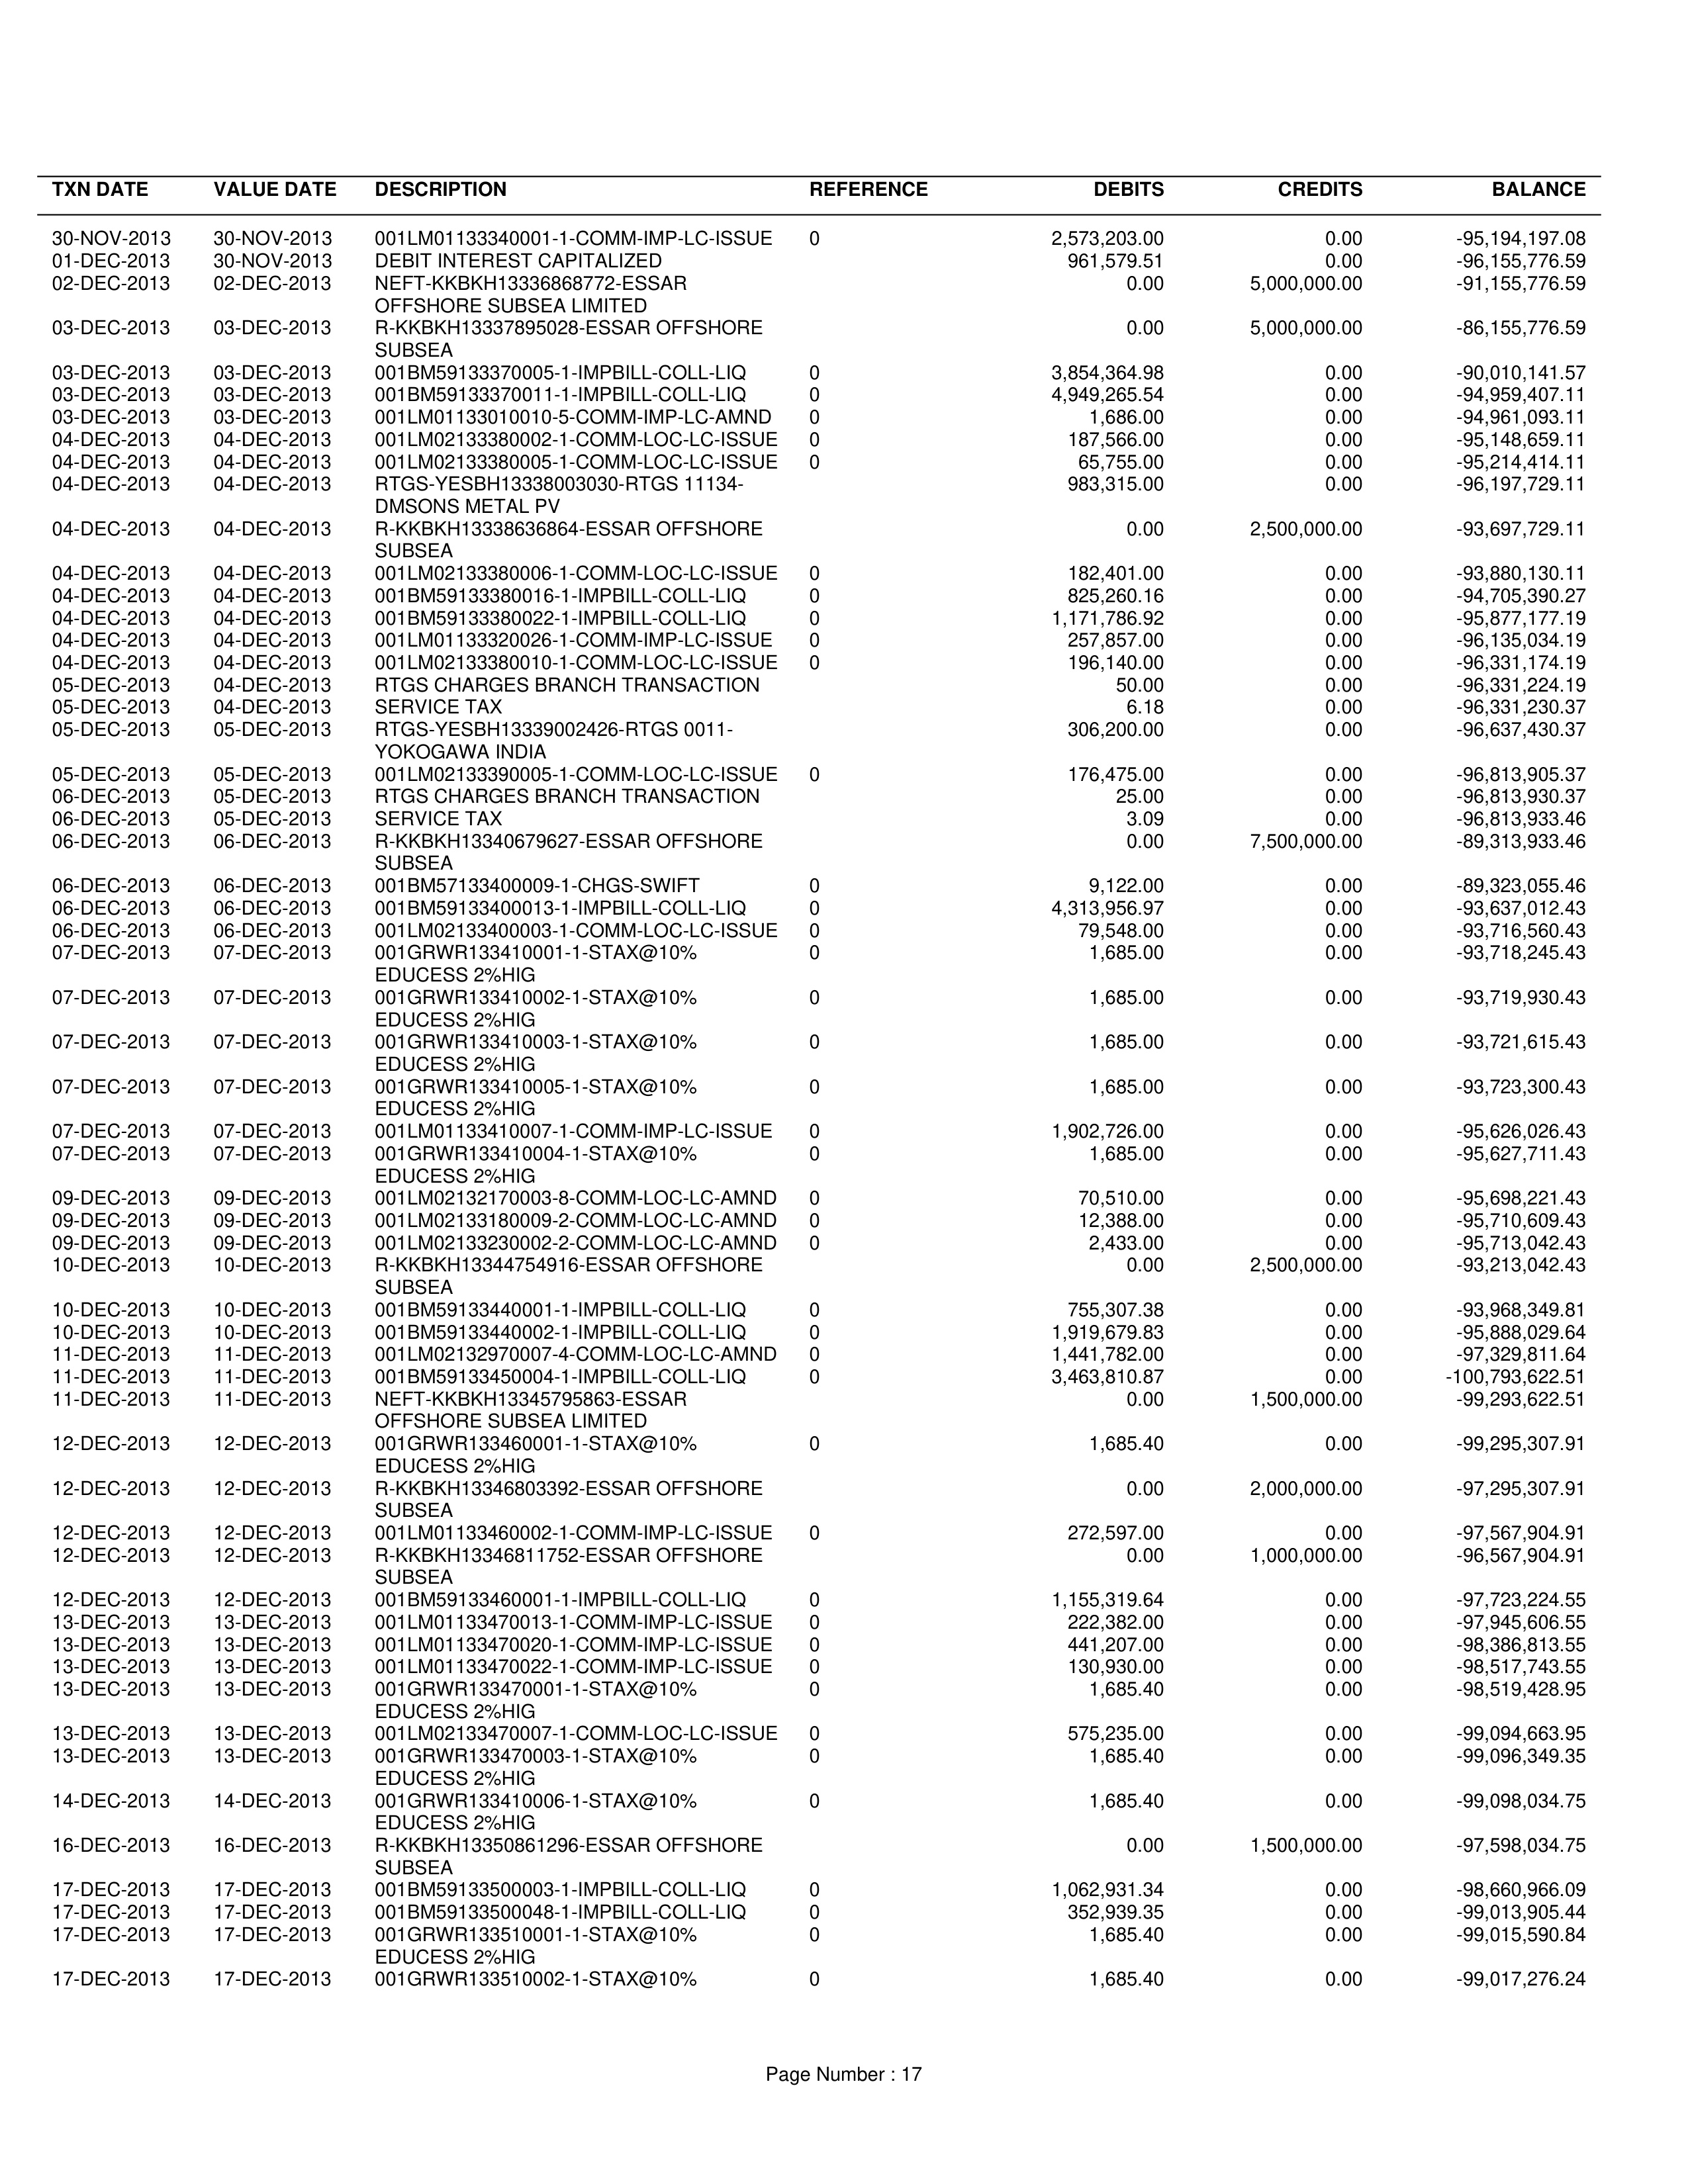 TXN DATE VALUE DATE DESCRIPTION REFERENCE DEBITS CREDITS BALANCE
30-NOV-2013 30-NOV-2013 001LM01133340001-1-COMM-IMP-LC-ISSUE 0 2,573,203.00 0.00 -95,194,197.08
01-DEC-2013 30-NOV-2013 DEBIT INTEREST CAPITALIZED 961,579.51 0.00 -96,155,776.59
02-DEC-2013 02-DEC-2013 NEFT-KKBKH13336868772-ESSAR 0.00 5,000,000.00 -91,155,776.59
OFFSHORE SUBSEA LIMITED
03-DEC-2013 03-DEC-2013 R-KKBKH13337895028-ESSAR OFFSHORE 0.00 5,000,000.00 -86,155,776.59
SUBSEA
03-DEC-2013 03-DEC-2013 001BM59133370005-1-IMPBILL-COLL-LIQ 0 3,854,364.98 0.00 -90,010,141.57
03-DEC-2013 03-DEC-2013 001BM59133370011-1-IMPBILL-COLL-LIQ 0 4,949,265.54 0.00 -94,959,407.11
03-DEC-2013 03-DEC-2013 001LM01133010010-5-COMM-IMP-LC-AMND 0 1,686.00 0.00 -94,961,093.11
04-DEC-2013 04-DEC-2013 001LM02133380002-1-COMM-LOC-LC-ISSUE 0 187,566.00 0.00 -95,148,659.11
04-DEC-2013 04-DEC-2013 001LM02133380005-1-COMM-LOC-LC-ISSUE 0 65,755.00 0.00 -95,214,414.11
04-DEC-2013 04-DEC-2013 RTGS-YESBH13338003030-RTGS 11134- 983,315.00 0.00 -96,197,729.11
DMSONS METAL PV
04-DEC-2013 04-DEC-2013 R-KKBKH13338636864-ESSAR OFFSHORE 0.00 2,500,000.00 -93,697,729.11
SUBSEA
04-DEC-2013 04-DEC-2013 001LM02133380006-1-COMM-LOC-LC-ISSUE 0 182,401.00 0.00 -93,880,130.11
04-DEC-2013 04-DEC-2013 001BM59133380016-1-IMPBILL-COLL-LIQ 0 825,260.16 0.00 -94,705,390.27
04-DEC-2013 04-DEC-2013 001BM59133380022-1-IMPBILL-COLL-LIQ 0 1,171,786.92 0.00 -95,877,177.19
04-DEC-2013 04-DEC-2013 001LM01133320026-1-COMM-IMP-LC-ISSUE 0 257,857.00 0.00 -96,135,034.19
04-DEC-2013 04-DEC-2013 001LM02133380010-1-COMM-LOC-LC-ISSUE 0 196,140.00 0.00 -96,331,174.19
05-DEC-2013 04-DEC-2013 RTGS CHARGES BRANCH TRANSACTION 50.00 0.00 -96,331,224.19
05-DEC-2013 04-DEC-2013 SERVICE TAX 6.18 0.00 -96,331,230.37
05-DEC-2013 05-DEC-2013 RTGS-YESBH13339002426-RTGS 0011- 306,200.00 0.00 -96,637,430.37
YOKOGAWA INDIA
05-DEC-2013 05-DEC-2013 001LM02133390005-1-COMM-LOC-LC-ISSUE 0 176,475.00 0.00 -96,813,905.37
06-DEC-2013 05-DEC-2013 RTGS CHARGES BRANCH TRANSACTION 25.00 0.00 -96,813,930.37
06-DEC-2013 05-DEC-2013 SERVICE TAX 3.09 0.00 -96,813,933.46
06-DEC-2013 06-DEC-2013 R-KKBKH13340679627-ESSAR OFFSHORE 0.00 7,500,000.00 -89,313,933.46
SUBSEA
06-DEC-2013 06-DEC-2013 001BM57133400009-1-CHGS-SWIFT 0 9,122.00 0.00 -89,323,055.46
06-DEC-2013 06-DEC-2013 001BM59133400013-1-IMPBILL-COLL-LIQ 0 4,313,956.97 0.00 -93,637,012.43
06-DEC-2013 06-DEC-2013 001LM02133400003-1-COMM-LOC-LC-ISSUE 0 79,548.00 0.00 -93,716,560.43
07-DEC-2013 07-DEC-2013 001GRWR133410001-1-STAX@10% 0 1,685.00 0.00 -93,718,245.43
EDUCESS 2%HIG
07-DEC-2013 07-DEC-2013 001GRWR133410002-1-STAX@10% 0 1,685.00 0.00 -93,719,930.43
EDUCESS 2%HIG
07-DEC-2013 07-DEC-2013 001GRWR133410003-1-STAX@10% 0 1,685.00 0.00 -93,721,615.43
EDUCESS 2%HIG
07-DEC-2013 07-DEC-2013 001GRWR133410005-1-STAX@10% 0 1,685.00 0.00 -93,723,300.43
EDUCESS 2%HIG
07-DEC-2013 07-DEC-2013 001LM01133410007-1-COMM-IMP-LC-ISSUE 0 1,902,726.00 0.00 -95,626,026.43
07-DEC-2013 07-DEC-2013 001GRWR133410004-1-STAX@10% 0 1,685.00 0.00 -95,627,711.43
EDUCESS 2%HIG
09-DEC-2013 09-DEC-2013 001LM02132170003-8-COMM-LOC-LC-AMND 0 70,510.00 0.00 -95,698,221.43
09-DEC-2013 09-DEC-2013 001LM02133180009-2-COMM-LOC-LC-AMND 0 12,388.00 0.00 -95,710,609.43
09-DEC-2013 09-DEC-2013 001LM02133230002-2-COMM-LOC-LC-AMND 0 2,433.00 0.00 -95,713,042.43
10-DEC-2013 10-DEC-2013 R-KKBKH13344754916-ESSAR OFFSHORE 0.00 2,500,000.00 -93,213,042.43
SUBSEA
10-DEC-2013 10-DEC-2013 001BM59133440001-1-IMPBILL-COLL-LIQ 0 755,307.38 0.00 -93,968,349.81
10-DEC-2013 10-DEC-2013 001BM59133440002-1-IMPBILL-COLL-LIQ 0 1,919,679.83 0.00 -95,888,029.64
11-DEC-2013 11-DEC-2013 001LM02132970007-4-COMM-LOC-LC-AMND 0 1,441,782.00 0.00 -97,329,811.64
11-DEC-2013 11-DEC-2013 001BM59133450004-1-IMPBILL-COLL-LIQ 0 3,463,810.87 0.00 -100,793,622.51
11-DEC-2013 11-DEC-2013 NEFT-KKBKH13345795863-ESSAR 0.00 1,500,000.00 -99,293,622.51
OFFSHORE SUBSEA LIMITED
12-DEC-2013 12-DEC-2013 001GRWR133460001-1-STAX@10% 0 1,685.40 0.00 -99,295,307.91
EDUCESS 2%HIG
12-DEC-2013 12-DEC-2013 R-KKBKH13346803392-ESSAR OFFSHORE 0.00 2,000,000.00 -97,295,307.91
SUBSEA
12-DEC-2013 12-DEC-2013 001LM01133460002-1-COMM-IMP-LC-ISSUE 0 272,597.00 0.00 -97,567,904.91
12-DEC-2013 12-DEC-2013 R-KKBKH13346811752-ESSAR OFFSHORE 0.00 1,000,000.00 -96,567,904.91
SUBSEA
12-DEC-2013 12-DEC-2013 001BM59133460001-1-IMPBILL-COLL-LIQ 0 1,155,319.64 0.00 -97,723,224.55
13-DEC-2013 13-DEC-2013 001LM01133470013-1-COMM-IMP-LC-ISSUE 0 222,382.00 0.00 -97,945,606.55
13-DEC-2013 13-DEC-2013 001LM01133470020-1-COMM-IMP-LC-ISSUE 0 441,207.00 0.00 -98,386,813.55
13-DEC-2013 13-DEC-2013 001LM01133470022-1-COMM-IMP-LC-ISSUE 0 130,930.00 0.00 -98,517,743.55
13-DEC-2013 13-DEC-2013 001GRWR133470001-1-STAX@10% 0 1,685.40 0.00 -98,519,428.95
EDUCESS 2%HIG
13-DEC-2013 13-DEC-2013 001LM02133470007-1-COMM-LOC-LC-ISSUE 0 575,235.00 0.00 -99,094,663.95
13-DEC-2013 13-DEC-2013 001GRWR133470003-1-STAX@10% 0 1,685.40 0.00 -99,096,349.35
EDUCESS 2%HIG
14-DEC-2013 14-DEC-2013 001GRWR133410006-1-STAX@10% 0 1,685.40 0.00 -99,098,034.75
EDUCESS 2%HIG
16-DEC-2013 16-DEC-2013 R-KKBKH13350861296-ESSAR OFFSHORE 0.00 1,500,000.00 -97,598,034.75
SUBSEA
17-DEC-2013 17-DEC-2013 001BM59133500003-1-IMPBILL-COLL-LIQ 0 1,062,931.34 0.00 -98,660,966.09
17-DEC-2013 17-DEC-2013 001BM59133500048-1-IMPBILL-COLL-LIQ 0 352,939.35 0.00 -99,013,905.44
17-DEC-2013 17-DEC-2013 001GRWR133510001-1-STAX@10% 0 1,685.40 0.00 -99,015,590.84
EDUCESS 2%HIG
17-DEC-2013 17-DEC-2013 001GRWR133510002-1-STAX@10% 0 1,685.40 0.00 -99,017,276.24
Page Number : 17